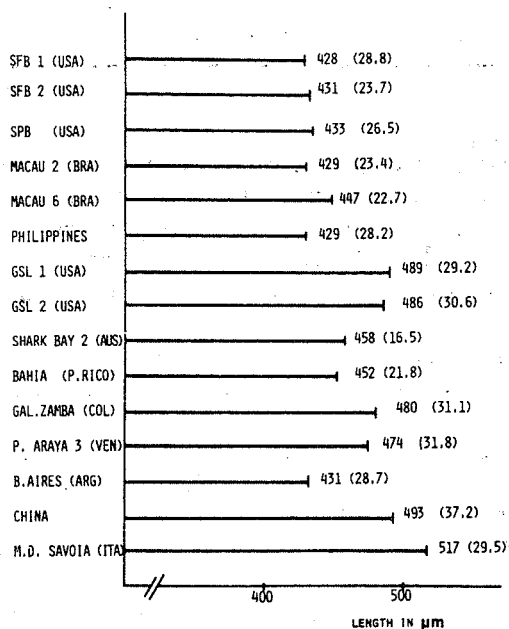 SFB 1 (USA) 428 (28.8)
SFB 2 (USA) 431 (23.7)
SPB (USA) 433 (26.5)
MACAU 2 (BRA) 429 (23.4)
MACAU 6 (BRA) 447 (22.7)
PHILIPPINES 429 (28.2)
GSL 1 (USA) 489 (29.2)
GSL 2 (USA) 486 (30.6)
SHARK BAY 2 (AUS) 458 (16.5)
BAHIA (P.RICO) 452 (21.8)
GAL.ZAMBA (COL) 480 (31.1)
P. ARAYA 3 (VEN) 474 (31.8)
B.AIRES (ARG) 431 (28.7)
CHINA 493 (37.2)
M.D. SAVOIA (ITA) 517 (29.5)
400 500
LENGTH IN µm